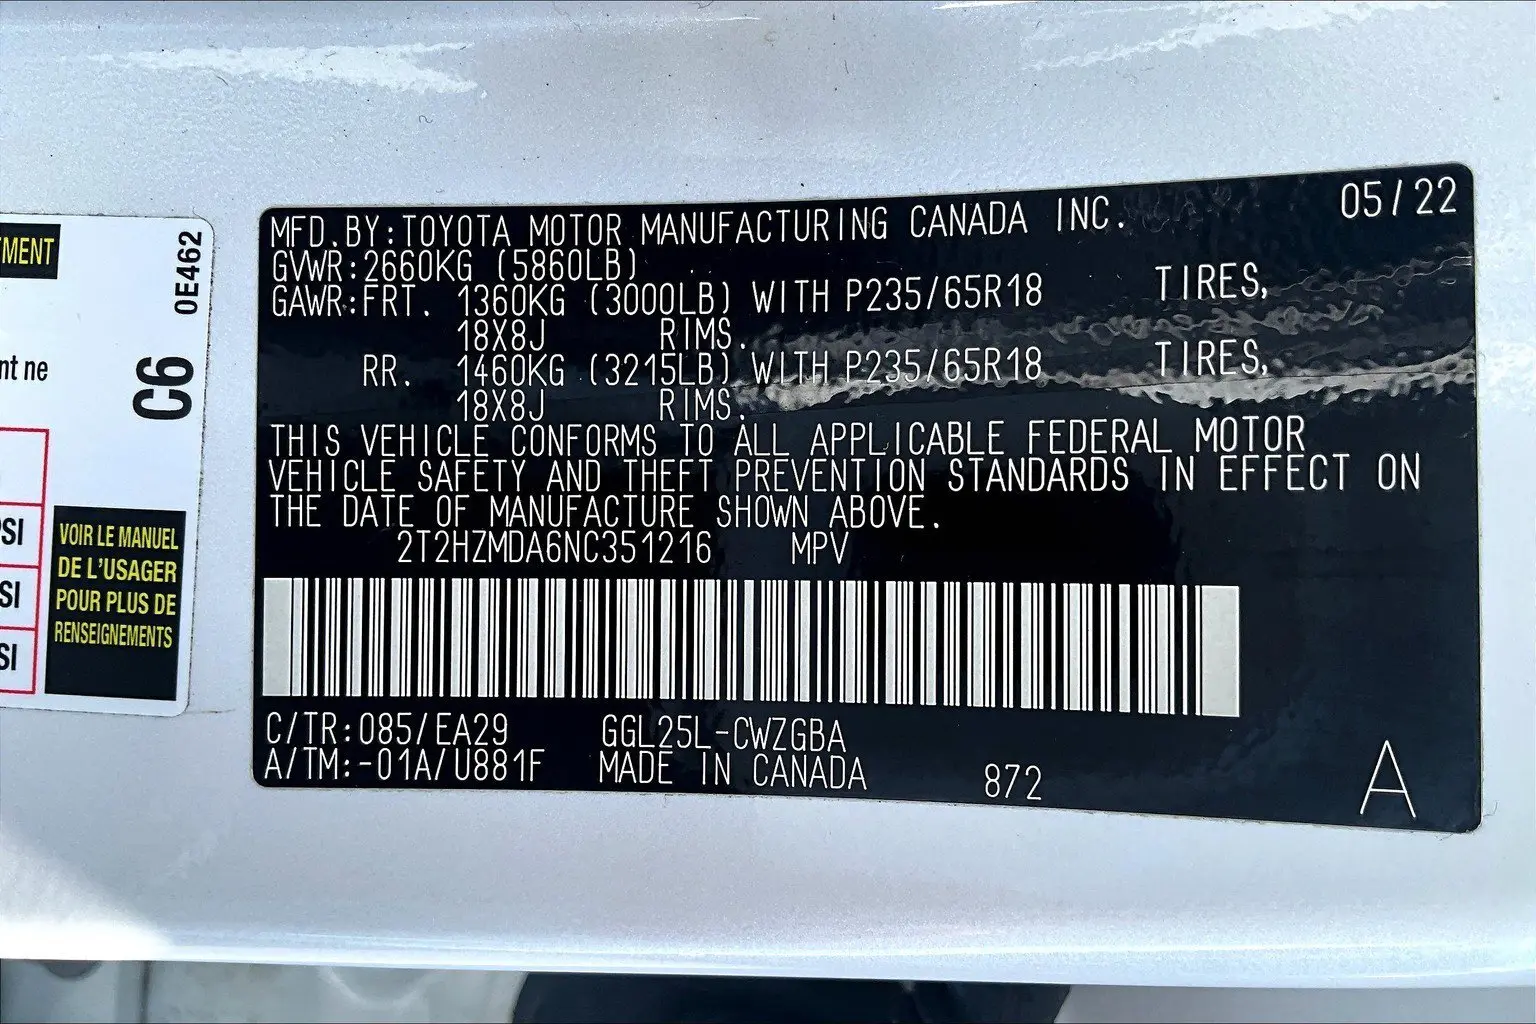 MENT
0E462
nt ne
C6
PSI
SI
SI
VOIR LE MANUEL
DE L'USAGER
POUR PLUS DE
RENSEIGNEMENTS
MFD.BY:TOYOTA MOTOR MANUFACTURING CANADA INC. 05/22
GVWR:2660KG (5860LB)
GAWR:FRT. 1360KG (3000LB) WITH P235/65R18 TIRES,
18X8J RIMS.
RR. 1460KG (3215LB) WITH P235/65R18 TIRES,
18X8J RIMS.
THIS VEHICLE CONFORMS TO ALL APPLICABLE FEDERAL MOTOR
VEHICLE SAFETY AND THEFT PREVENTION STANDARDS IN EFFECT ON
THE DATE OF MANUFACTURE SHOWN ABOVE.
2T2HZMDA6NC351216 MPV
C/TR:085/EA29 GGL25L-CWZGBA
A/TM:-01A/U881F MADE IN CANADA 872 A